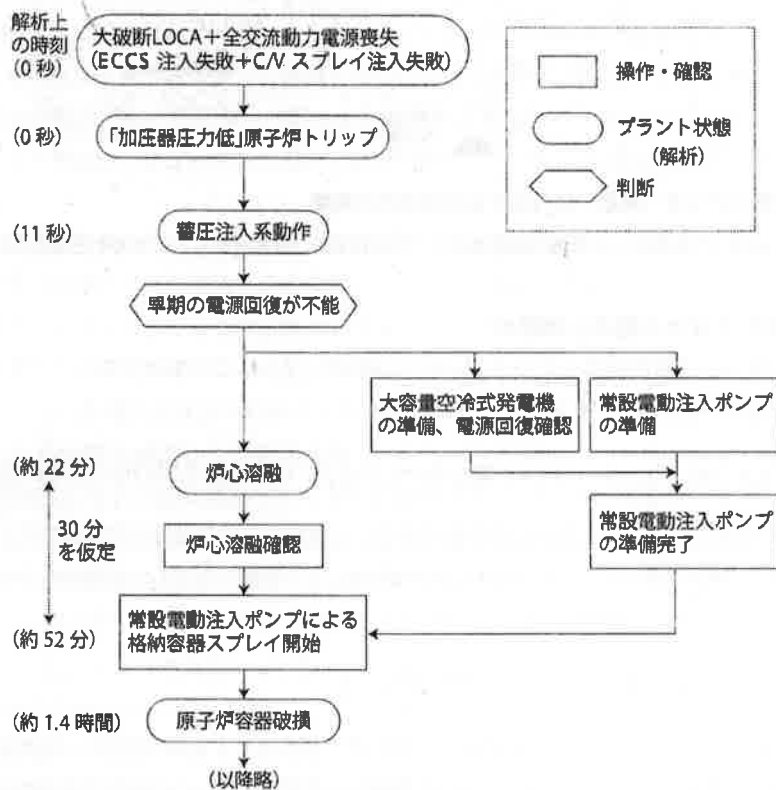 解析上
の時刻
(0 秒)
大破断LOCA+全交流動力電源喪失
(ECCS 注入失敗+C/V スプレイ注入失敗)
操作・確認
プラント状態
(解析)
判断
(0 秒)
「加圧器圧力低」原子炉トリップ
(11 秒)
蓄圧注入系動作
早期の電源回復が不能
大容量空冷式発電機
の準備、電源回復確認
常設電動注入ポンプ
の準備
(約 22 分)
炉心溶融
30 分
を仮定
炉心溶融確認
常設電動注入ポンプ
の準備完了
(約 52 分)
常設電動注入ポンプによる
格納容器スプレイ開始
(約 1.4 時間)
原子炉容器破損
(以降略)